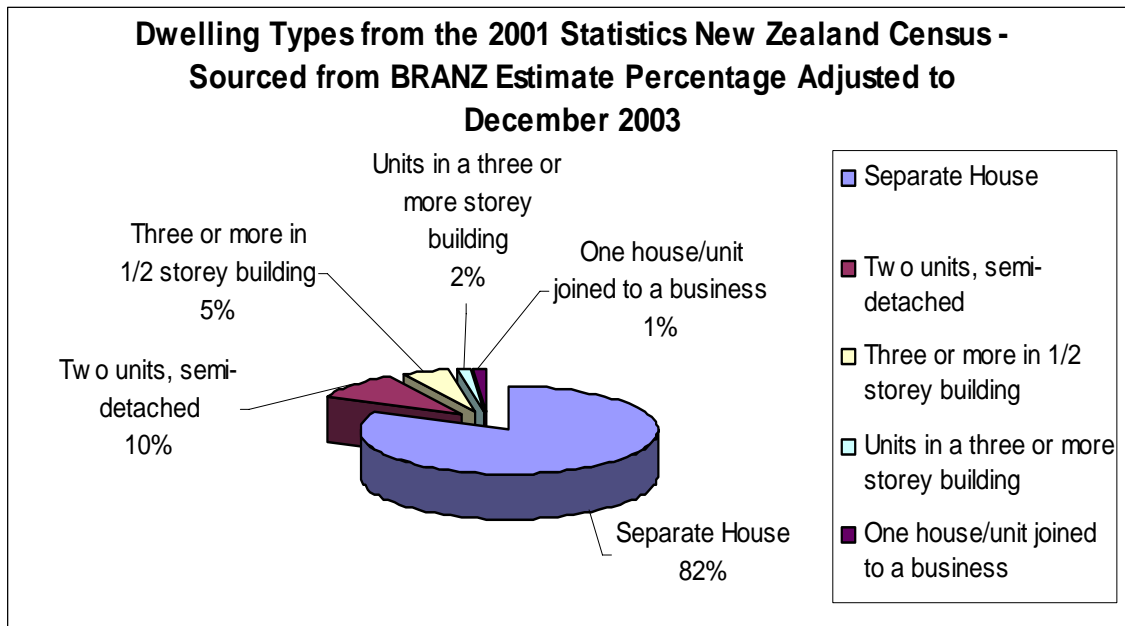 Dwelling Types from the 2001 Statistics New Zealand Census -
Sourced from BRANZ Estimate Percentage Adjusted to
December 2003
Units in a three or
more storey
building
2%
Three or more in
1/2 storey building
5%
One house/unit
joined to a business
1%
Two units, semi-
detached
10%
Separate House
82%
Separate House
Two units, semi-
detached
Three or more in 1/2
storey building
Units in a three or more
storey building
One house/unit joined
to a business